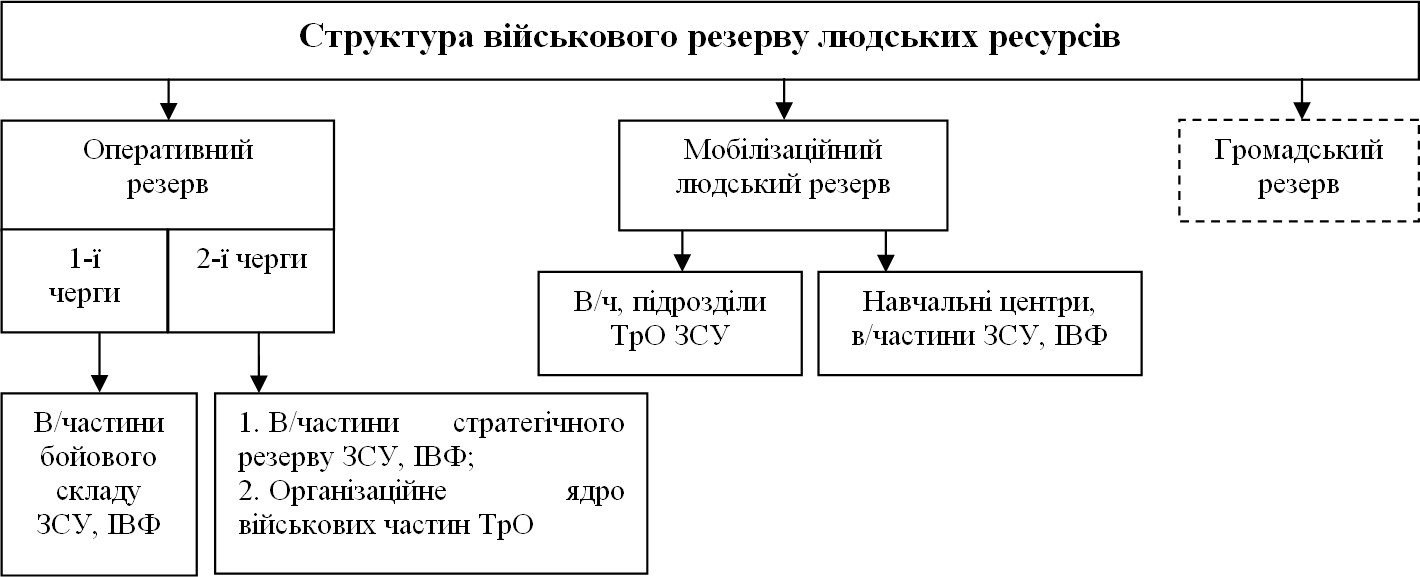 Структура військового резерву людських ресурсів
Оперативний
резерв
1-ї
черги
2-ї черги
В/частини
бойового
складу
ЗСУ, ІВФ
1. В/частини стратегічного
резерву ЗСУ, ІВФ;
2. Організаційне ядро
військових частин ТрО
Мобілізаційний
людський резерв
В/ч, підрозділи
ТрО ЗСУ
Навчальні центри,
в/частини ЗСУ, ІВФ
Громадський
резерв